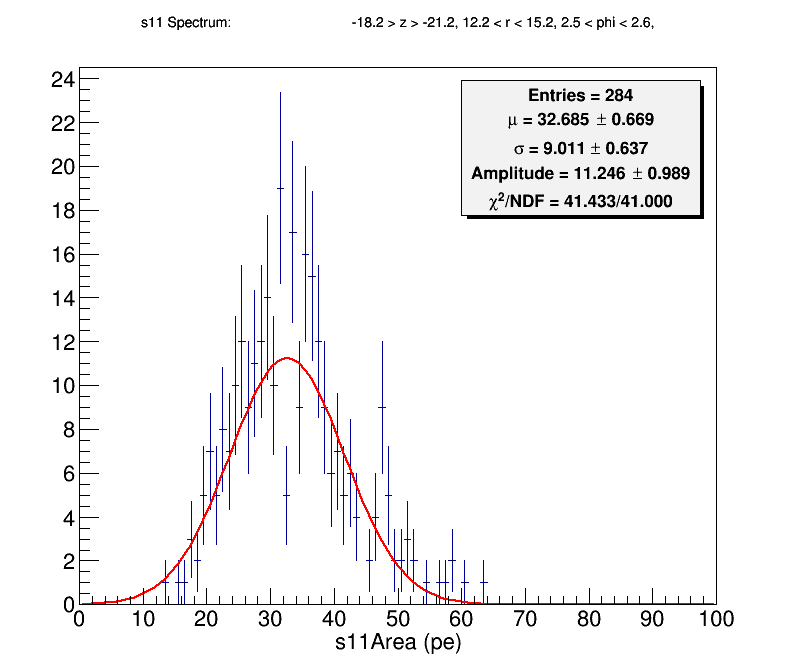 s11 Spectrum: -18.2 > z > -21.2, 12.2 < r < 15.2, 2.5 < phi < 2.6,
Entries = 284
μ = 32.685 ± 0.669
σ = 9.011 ± 0.637
Amplitude = 11.246 ± 0.989
χ²/NDF = 41.433/41.000
24
22
20
18
16
14
12
10
8
6
4
2
0
0 10 20 30 40 50 60 70 80 90 100
s11Area (pe)